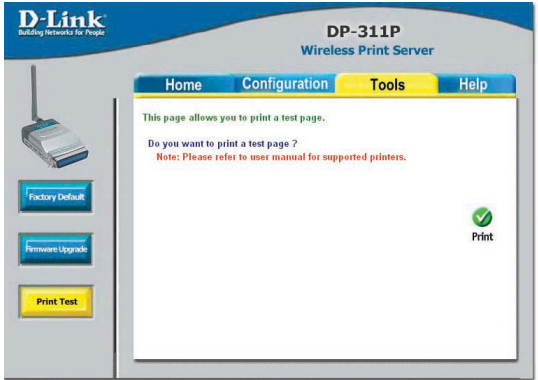 D-Link
Building Networks for People
DP-311P
Wireless Print Server
Home
Configuration
Tools
Help
This page allows you to print a test page.
Do you want to print a test page ?
Note: Please refer to user manual for supported printers.
Factory Default
Firmware Upgrade
Print Test
Print